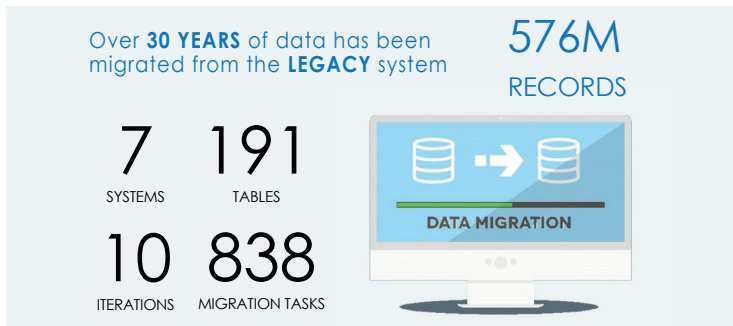 Over 30 YEARS of data has been
migrated from the LEGACY system
576M
RECORDS
7
SYSTEMS
191
TABLES
10
ITERATIONS
838
MIGRATION TASKS
DATA MIGRATION